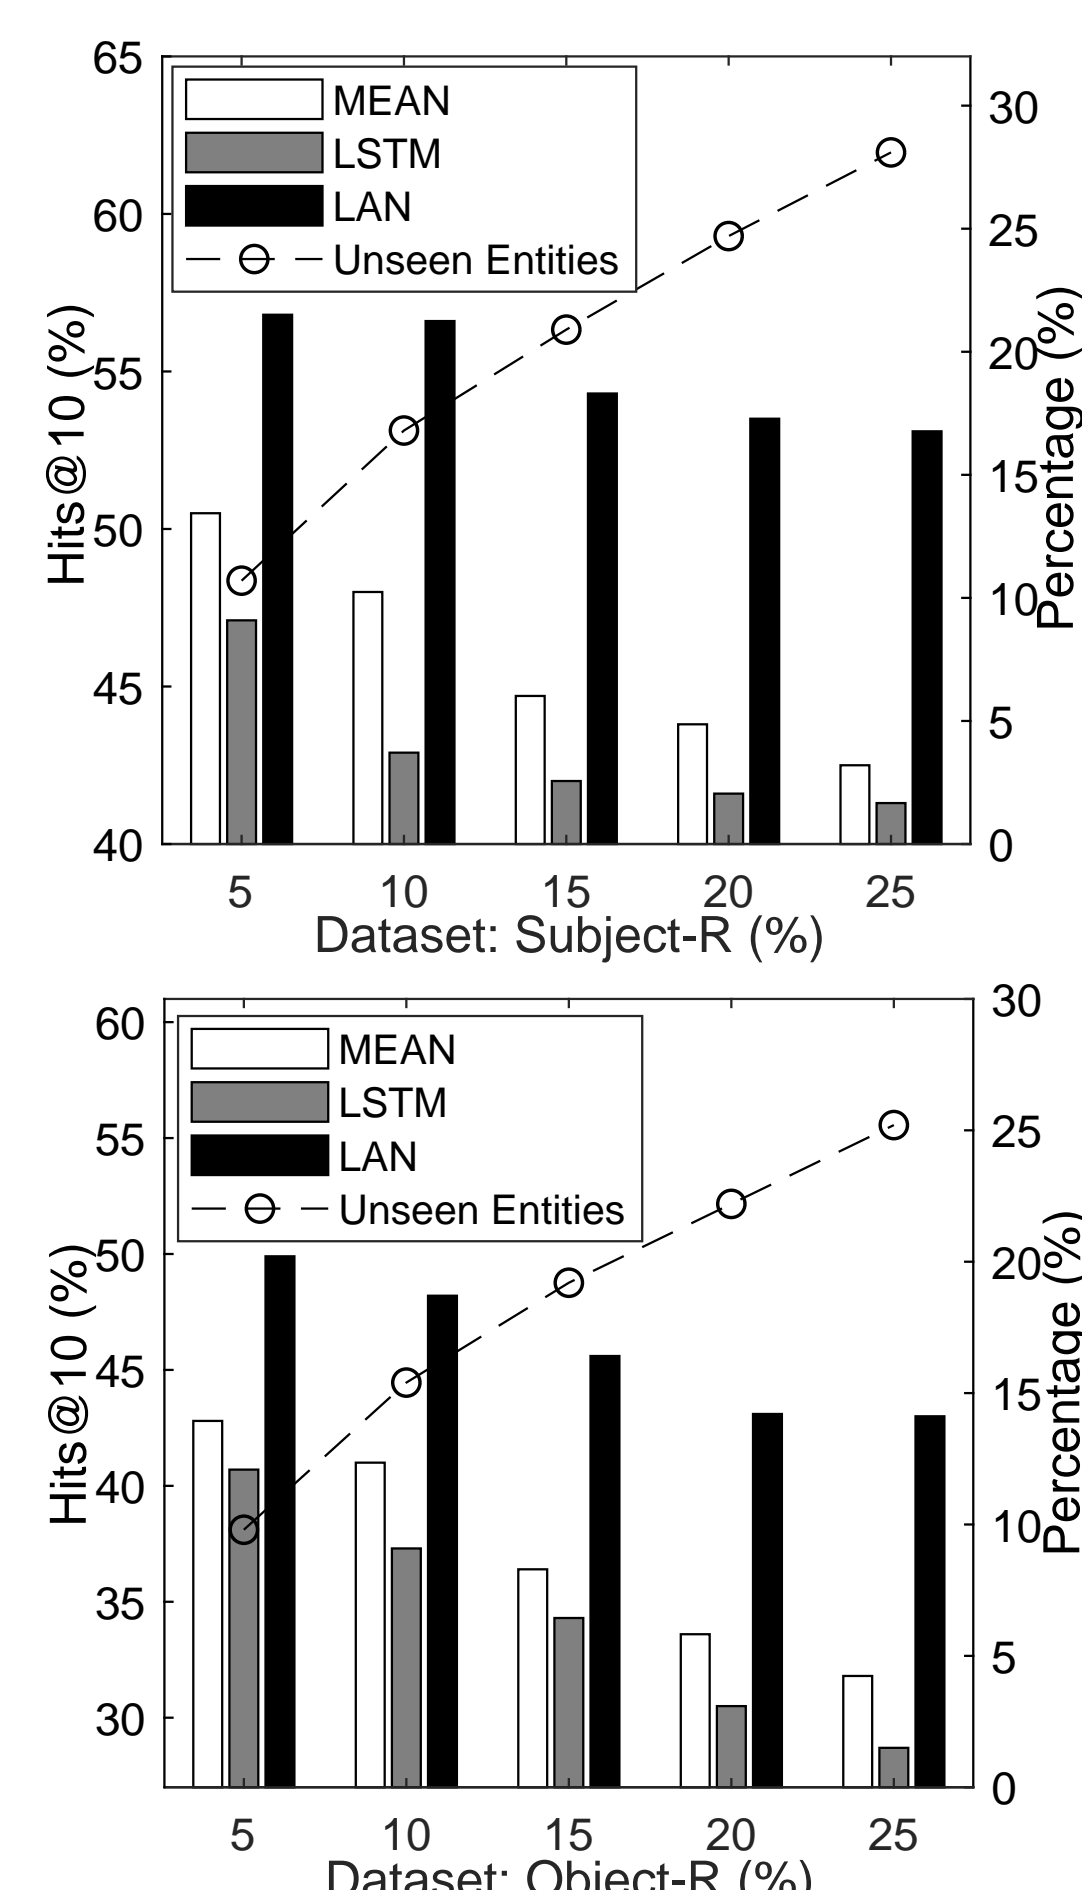 65
60
55
50
45
40
Hits@10 (%)
MEAN
LSTM
LAN
Unseen Entities
30
25
20
15
10
5
0
Percentage (%)
5 10 15 20 25
Dataset: Subject-R (%)
60
55
50
45
40
35
30
Hits@10 (%)
MEAN
LSTM
LAN
Unseen Entities
30
25
20
15
10
5
0
Percentage (%)
5 10 15 20 25
Dataset: Object-R (%)